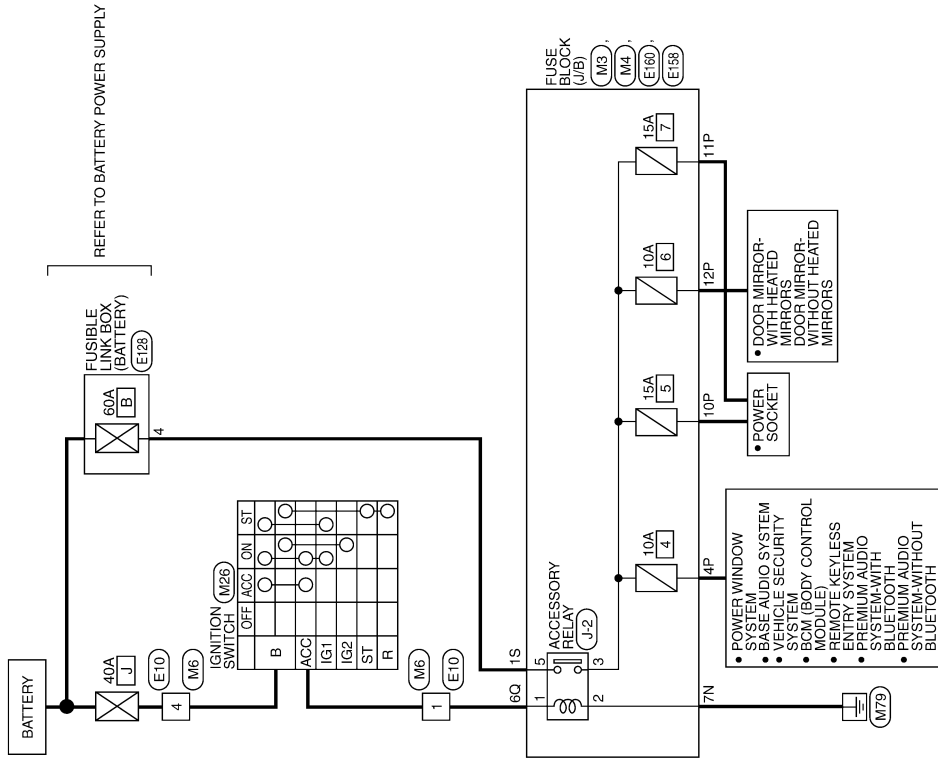 REFER TO BATTERY POWER SUPPLY
FUSIBLE
LINK BOX
(BATTERY)
E128
60A
B
4
BATTERY
40A
J
E10
4
M6
IGNITION
SWITCH
M26
OFF
ACC
ON
ST
B
ACC
IG1
IG2
ST
R
M6
1
E10
FUSE
BLOCK
(J/B)
M3 ,
M4 ,
E160 ,
E158
6Q
1S
1
5
2
3
ACCESSORY
RELAY
J-2
10A
4
15A
5
10A
6
15A
7
7N
4P
10P
12P
11P
M79
• POWER WINDOW
SYSTEM
• BASE AUDIO SYSTEM
• VEHICLE SECURITY
SYSTEM
• BCM (BODY CONTROL
MODULE)
• REMOTE KEYLESS
ENTRY SYSTEM
• PREMIUM AUDIO
SYSTEM-WITH
BLUETOOTH
• PREMIUM AUDIO
SYSTEM-WITHOUT
BLUETOOTH
• POWER
SOCKET
• DOOR MIRROR-
WITH HEATED
MIRRORS
DOOR MIRROR-
WITHOUT HEATED
MIRRORS